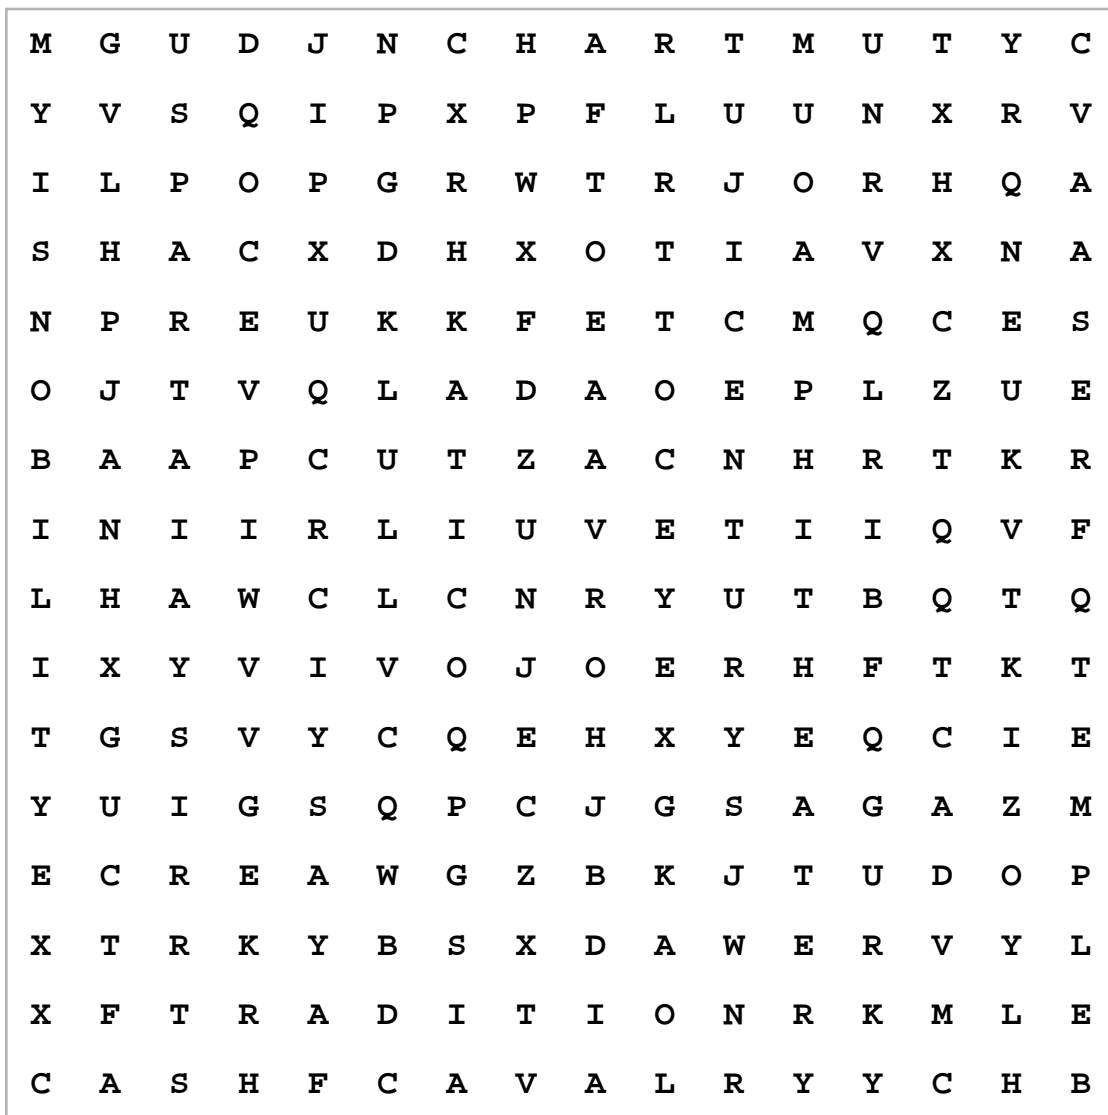 M G U D J N C H A R T M U T Y C
Y V S Q I P X P F L U U N X R V
I L P O P G R W T R J O R H Q A
S H A C X D H X O T I A V X N A
N P R E U K K F E T C M Q C E S
O J T V Q L A D A O E P L Z U E
B A A P C U T Z A C N H R T K R
I N I I R L I U V E T I I Q V F
L H A W C L C N R Y U T B Q T Q
I X Y V I V O J O E R H F T K T
T G S V Y C Q E H X Y E Q C I E
Y U I G S Q P C J G S A G A Z M
E C R E A W G Z B K J T U D O P
X T R K Y B S X D A W E R V Y L
X F T R A D I T I O N R K M L E
C A S H F C A V A L R Y Y C H B